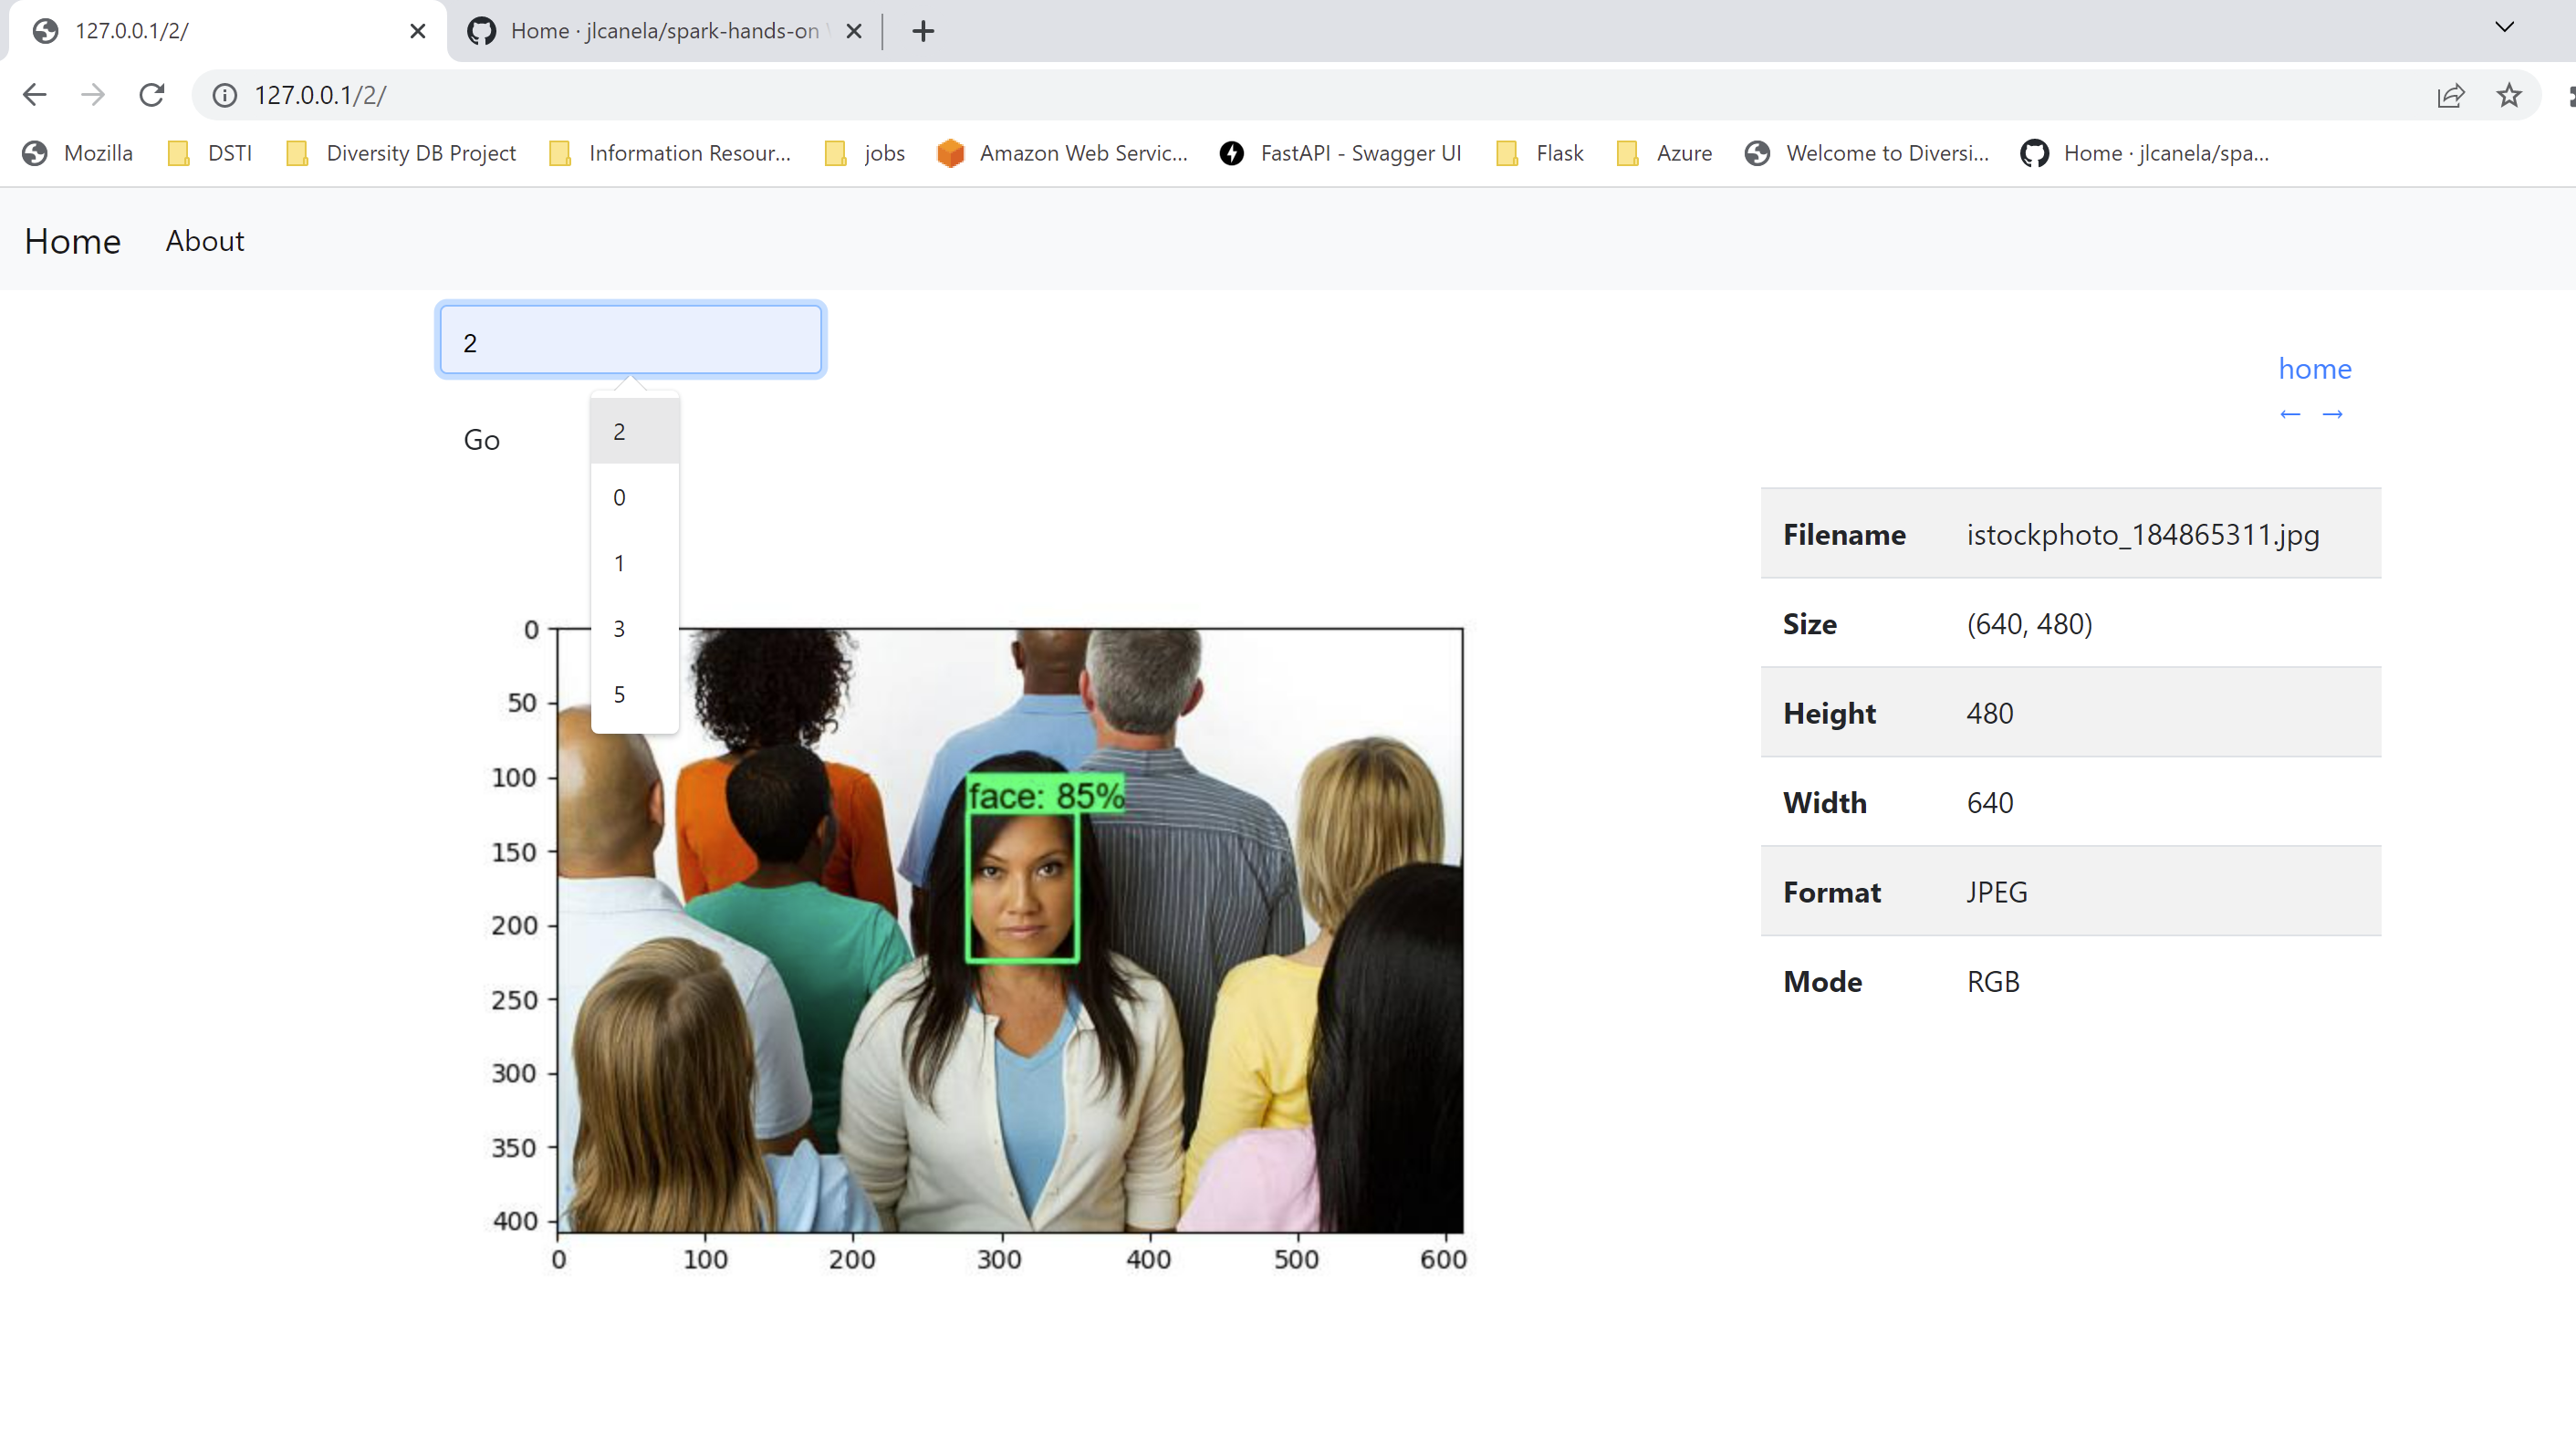 127.0.0.1/2/
Home · jlcanela/spark-hands-on
127.0.0.1/2/
Mozilla DSTI Diversity DB Project Information Resour... jobs Amazon Web Servic... FastAPI - Swagger UI Flask Azure Welcome to Diversi... Home · jlcanela/spa...
Home About
2
home
← →
Go
2
0
1
3
5
Filename istockphoto_184865311.jpg
Size (640, 480)
Height 480
Width 640
Format JPEG
Mode RGB
0
50
100
150
200
250
300
350
400
face: 85%
0 100 200 300 400 500 600